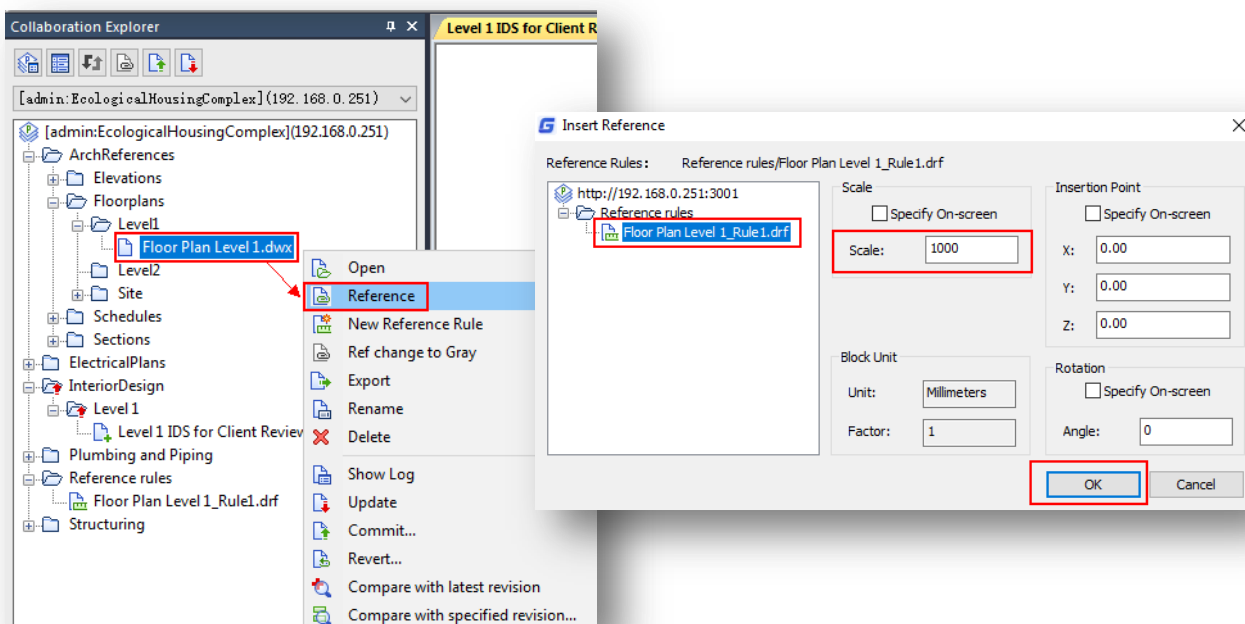 Collaboration Explorer
[admin:EcologicalHousingComplex](192.168.0.251)
[admin:EcologicalHousingComplex](192.168.0.251)
ArchReferences
Elevations
Floorplans
Level1
Floor Plan Level 1.dwx
Level2
Site
Schedules
Sections
ElectricalPlans
InteriorDesign
Level 1
Level 1 IDS for Client Review
Plumbing and Piping
Reference rules
Floor Plan Level 1_Rule1.drf
Structuring
Level 1 IDS for Client R
Open
Reference
New Reference Rule
Ref change to Gray
Export
Rename
Delete
Show Log
Update
Commit...
Revert...
Compare with latest revision
Compare with specified revision...
Insert Reference
Reference Rules: Reference rules/Floor Plan Level 1_Rule1.drf
http://192.168.0.251:3001
Reference rules
Floor Plan Level 1_Rule1.drf
Scale
Specify On-screen
Scale: 1000
Block Unit
Unit: Millimeters
Factor: 1
Insertion Point
Specify On-screen
X: 0.00
Y: 0.00
Z: 0.00
Rotation
Specify On-screen
Angle: 0
OK Cancel